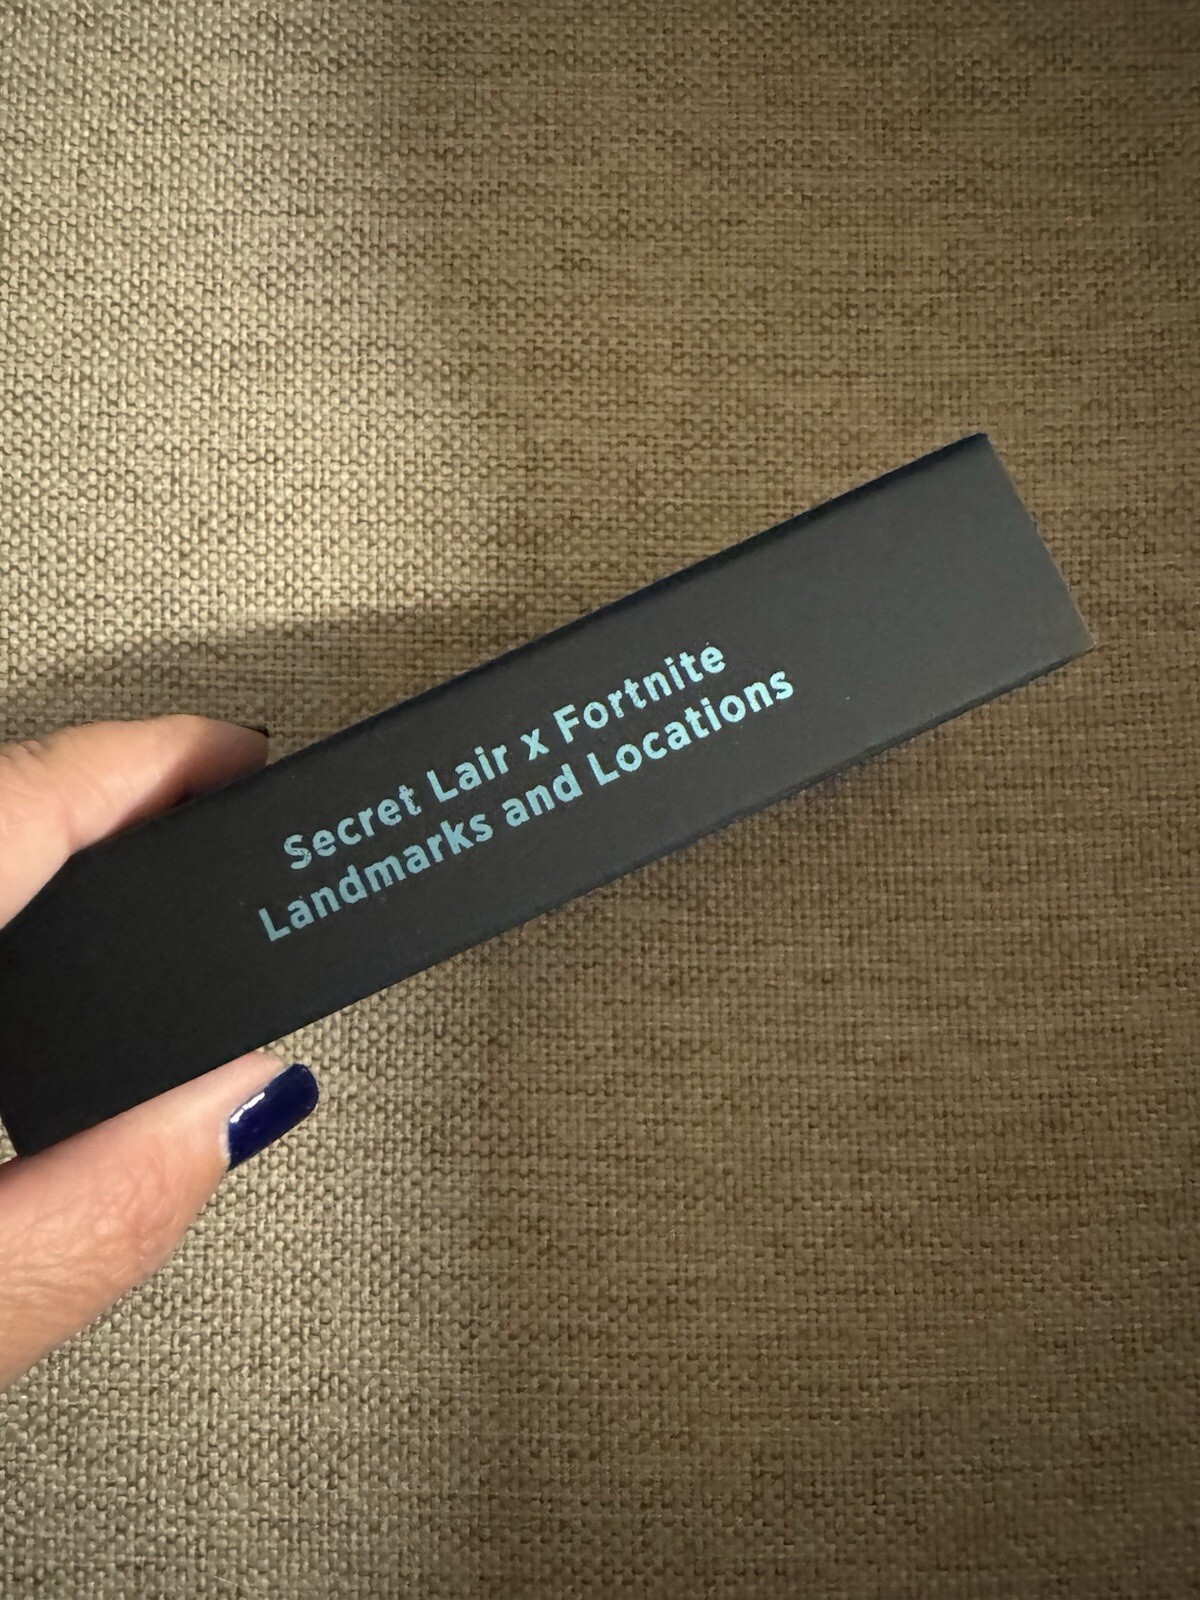 Secret Lair x Fortnite
Landmarks and Locations